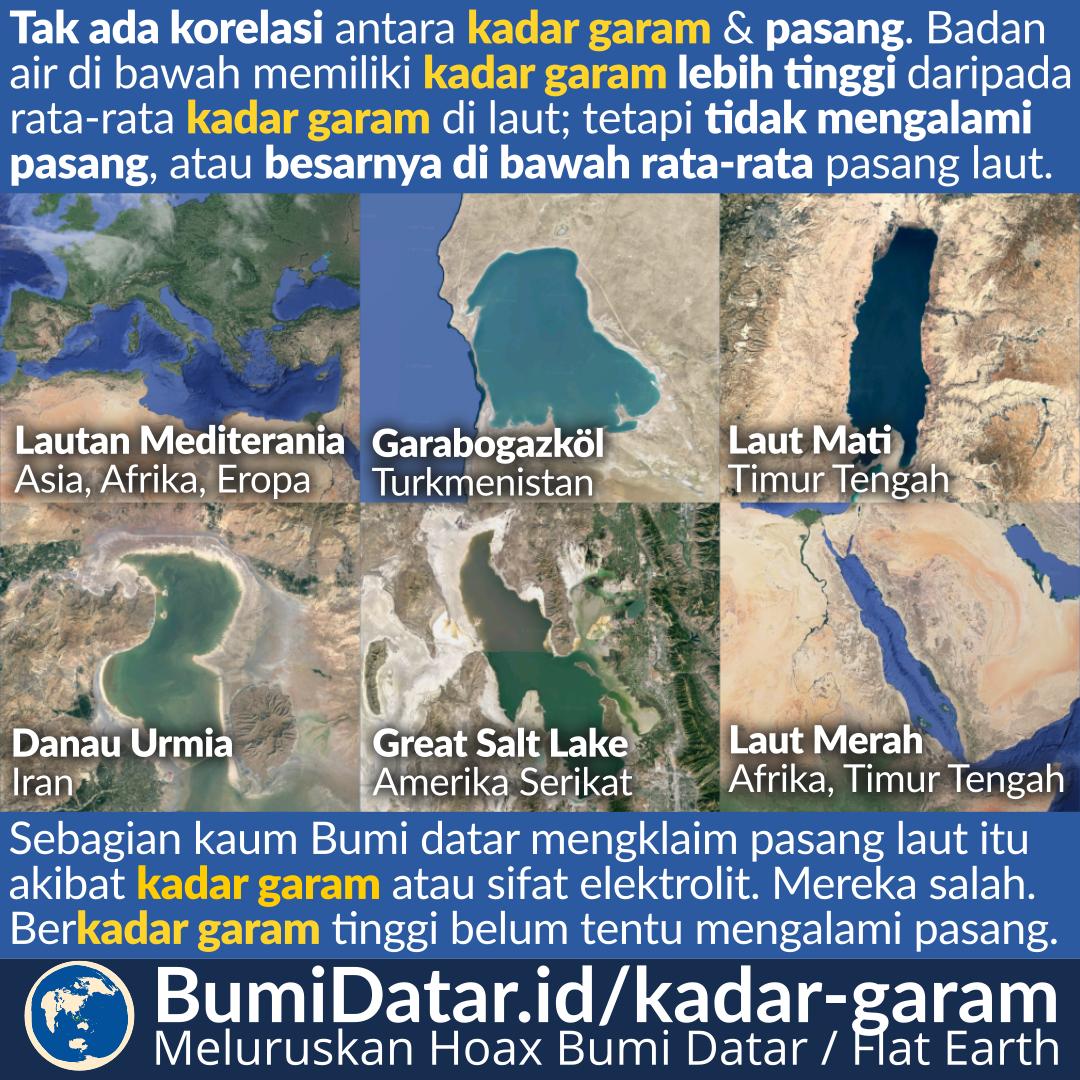 Tak ada korelasi antara kadar garam & pasang. Badan
air di bawah memiliki kadar garam lebih tinggi daripada
rata-rata kadar garam di laut; tetapi tidak mengalami
pasang, atau besarnya di bawah rata-rata pasang laut.
Lautan Mediterania
Asia, Afrika, Eropa
Garabogazköl
Turkmenistan
Laut Mati
Timur Tengah
Danau Urmia
Iran
Great Salt Lake
Amerika Serikat
Laut Merah
Afrika, Timur Tengah
Sebagian kaum Bumi datar mengklaim pasang laut itu
akibat kadar garam atau sifat elektrolit. Mereka salah.
Berkadar garam tinggi belum tentu mengalami pasang.
BumiDatar.id/kadar-garam
Meluruskan Hoax Bumi Datar / Flat Earth